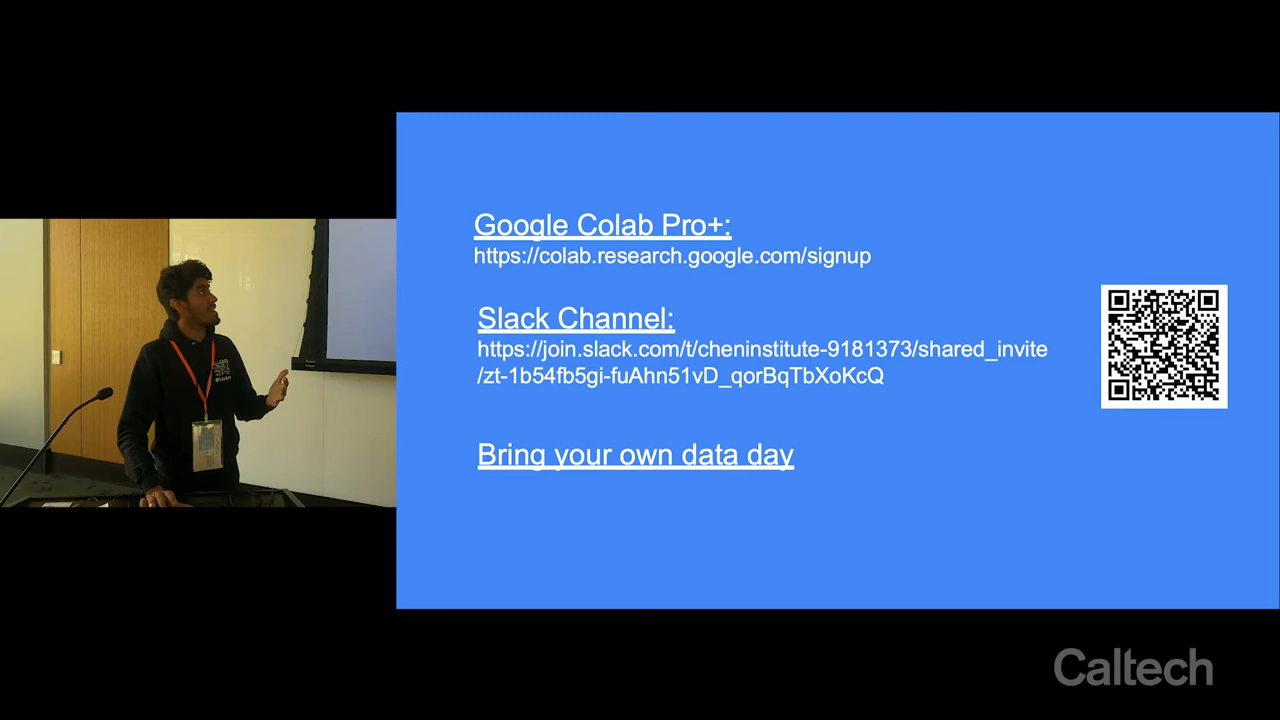 Google Colab Pro+:
https://colab.research.google.com/signup
Slack Channel:
https://join.slack.com/t/cheninstitute-9181373/shared_invite
/zt-1b54fb5gi-fuAhn51vD_qorBqTbXoKcQ
Bring your own data day
Caltech